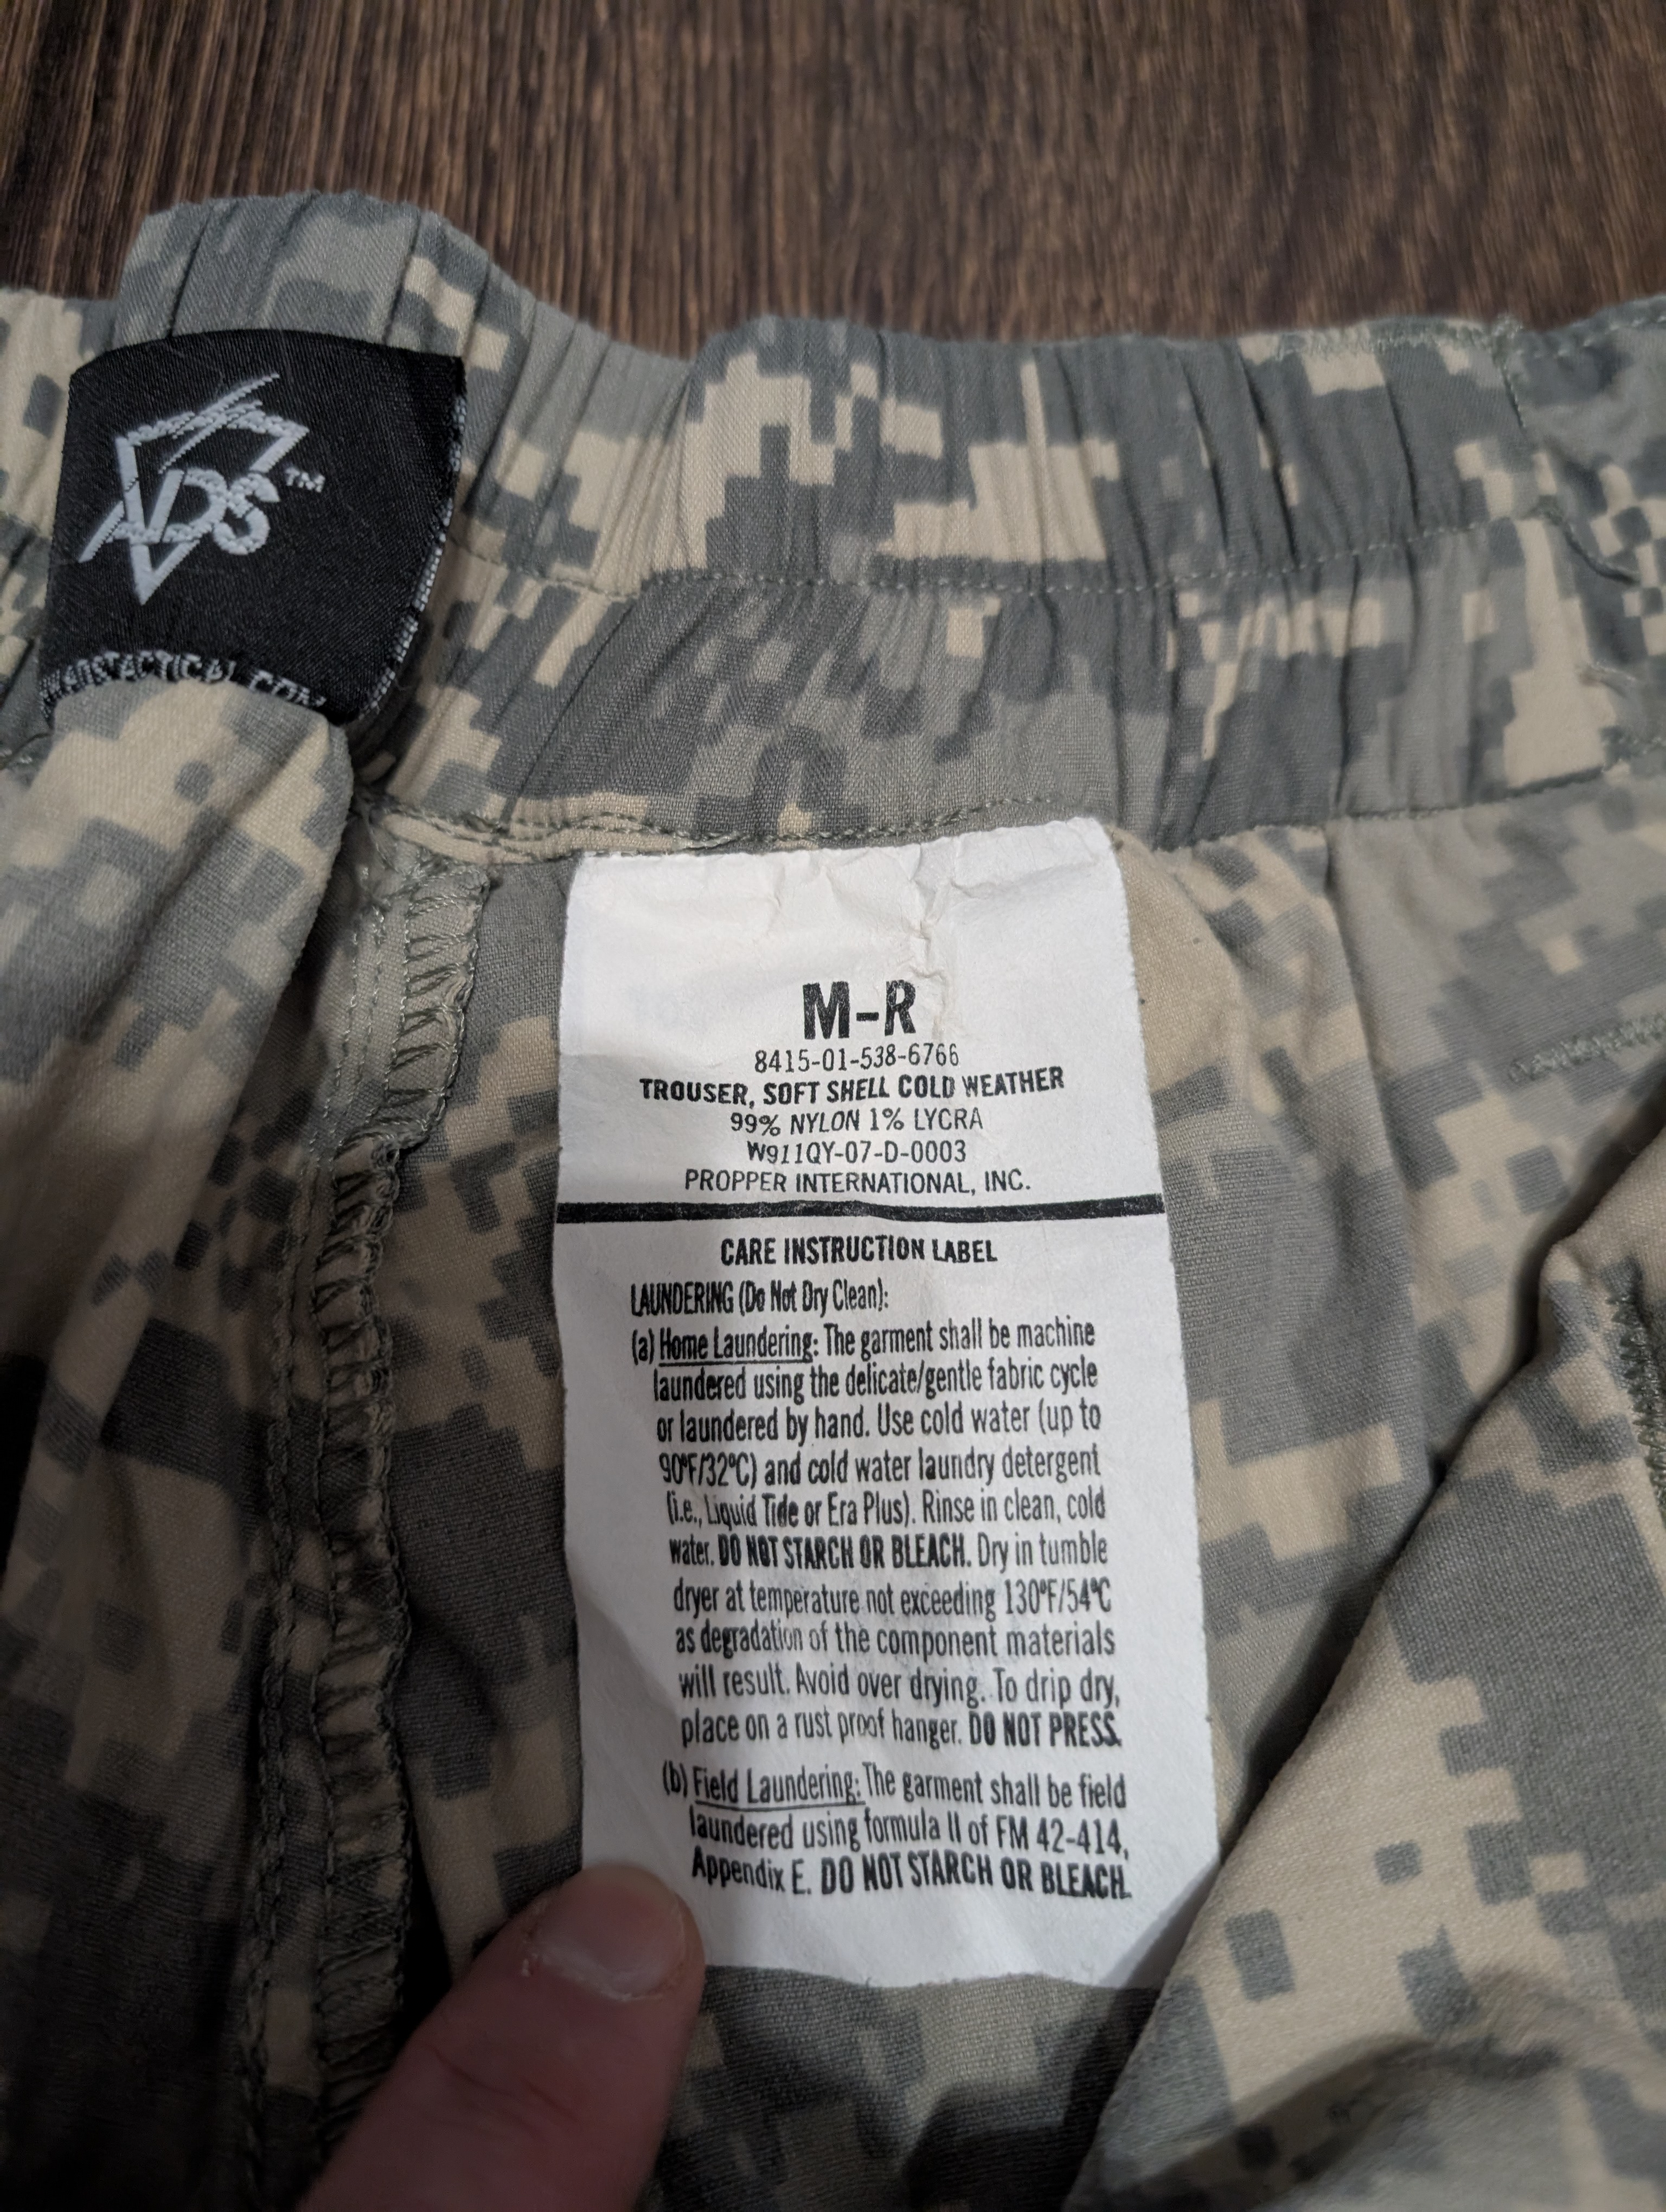 ADS™
M-R
8415-01-538-6766
TROUSER, SOFT SHELL COLD WEATHER
99% NYLON 1% LYCRA
W911QY-07-D-0003
PROPPER INTERNATIONAL, INC.
CARE INSTRUCTION LABEL
LAUNDERING (Do Not Dry Clean):
(a) Home Laundering: The garment shall be machine
laundered using the delicate/gentle fabric cycle
or laundered by hand. Use cold water (up to
90°F/32°C) and cold water laundry detergent
(i.e., Liquid Tide or Era Plus). Rinse in clean, cold
water. DO NOT STARCH OR BLEACH. Dry in tumble
dryer at temperature not exceeding 130°F/54°C
as degradation of the component materials
will result. Avoid over drying. To drip dry,
place on a rust proof hanger. DO NOT PRESS.
(b) Field Laundering: The garment shall be field
laundered using formula II of FM 42-414,
Appendix E. DO NOT STARCH OR BLEACH.